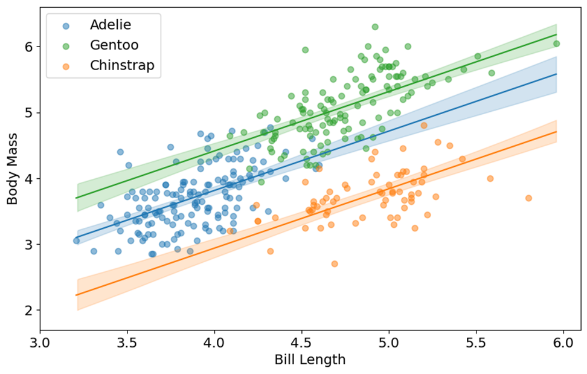 Adelie
Gentoo
Chinstrap
6
5
4
3
2
Body Mass
3.0 3.5 4.0 4.5 5.0 5.5 6.0
Bill Length